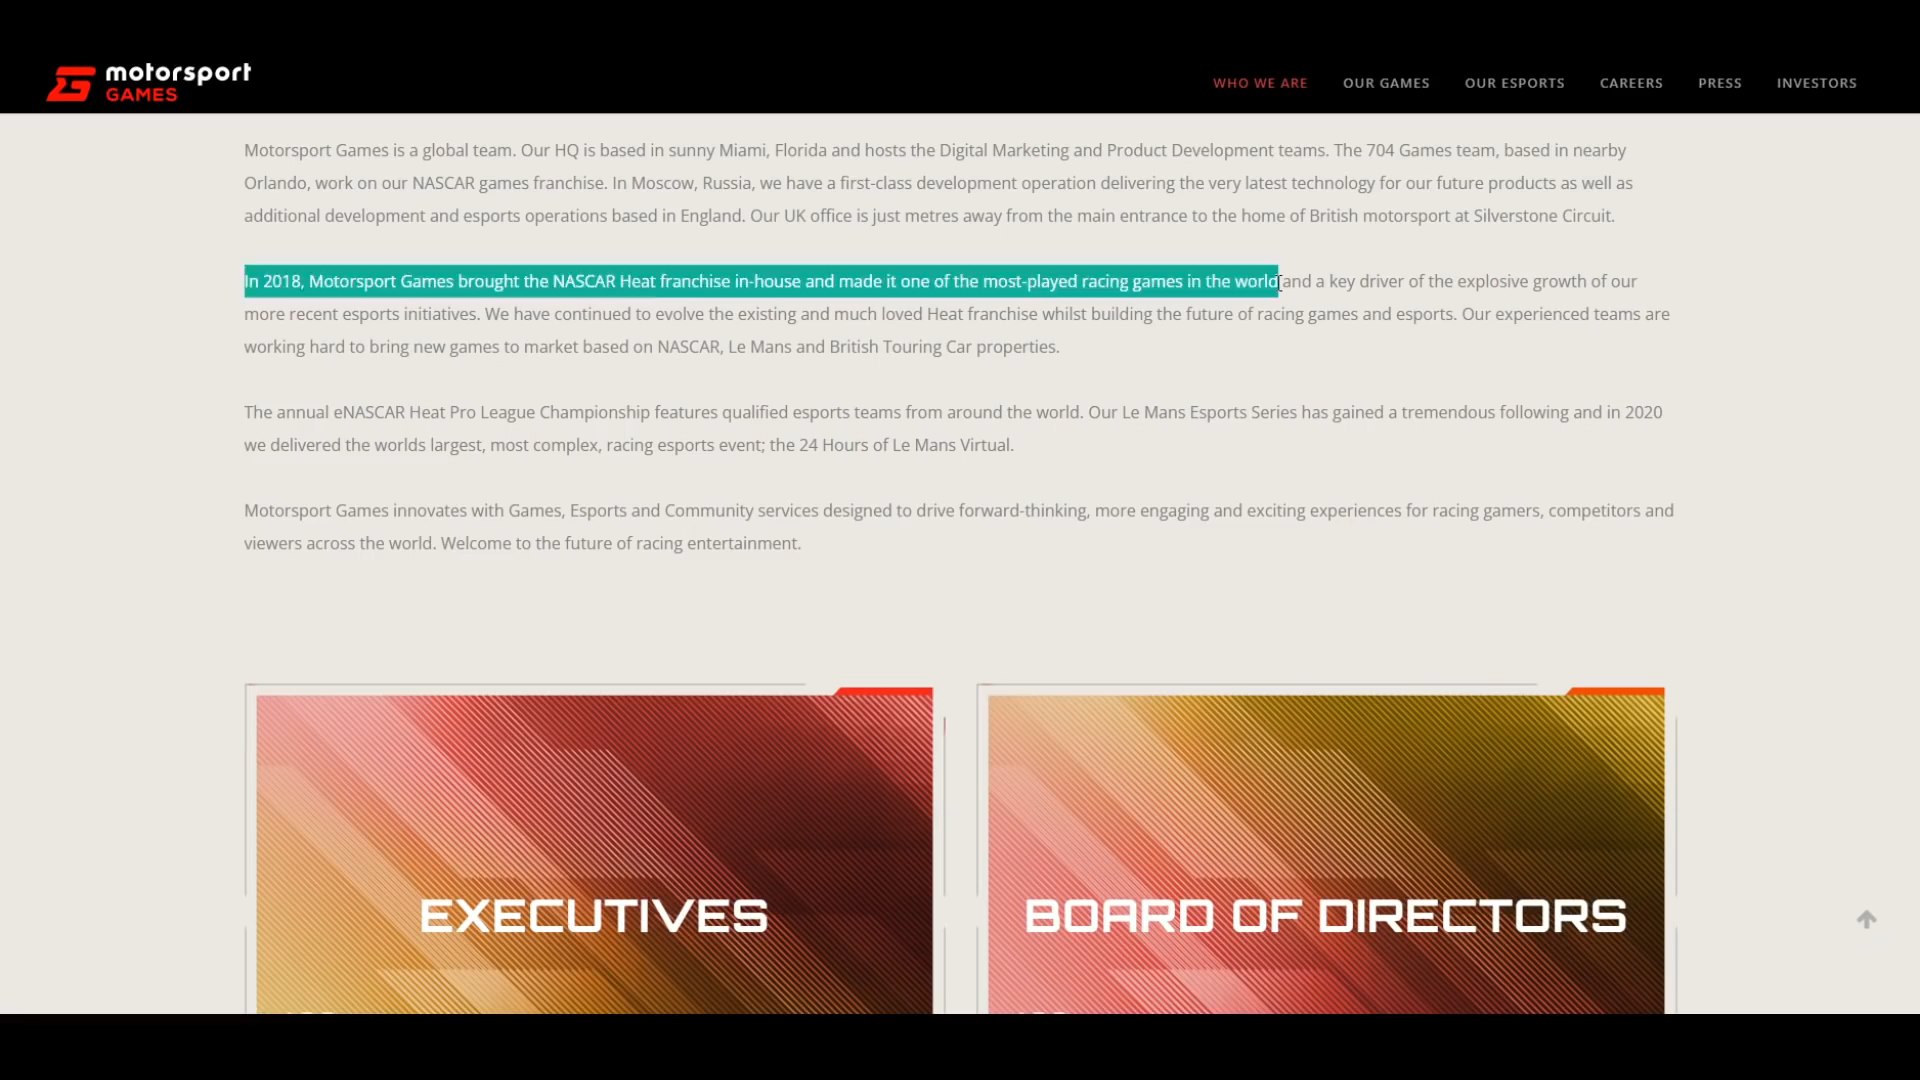 motorsport
GAMES
WHO WE ARE
OUR GAMES
OUR ESPORTS
CAREERS
PRESS
INVESTORS
Motorsport Games is a global team. Our HQ is based in sunny Miami, Florida and hosts the Digital Marketing and Product Development teams. The 704 Games team, based in nearby
Orlando, work on our NASCAR games franchise. In Moscow, Russia, we have a first-class development operation delivering the very latest technology for our future products as well as
additional development and esports operations based in England. Our UK office is just metres away from the main entrance to the home of British motorsport at Silverstone Circuit.
In 2018, Motorsport Games brought the NASCAR Heat franchise in-house and made it one of the most-played racing games in the world and a key driver of the explosive growth of our
more recent esports initiatives. We have continued to evolve the existing and much loved Heat franchise whilst building the future of racing games and esports. Our experienced teams are
working hard to bring new games to market based on NASCAR, Le Mans and British Touring Car properties.
The annual eNASCAR Heat Pro League Championship features qualified esports teams from around the world. Our Le Mans Esports Series has gained a tremendous following and in 2020
we delivered the worlds largest, most complex, racing esports event; the 24 Hours of Le Mans Virtual.
Motorsport Games innovates with Games, Esports and Community services designed to drive forward-thinking, more engaging and exciting experiences for racing gamers, competitors and
viewers across the world. Welcome to the future of racing entertainment.
EXECUTIVES
BOARD OF DIRECTORS